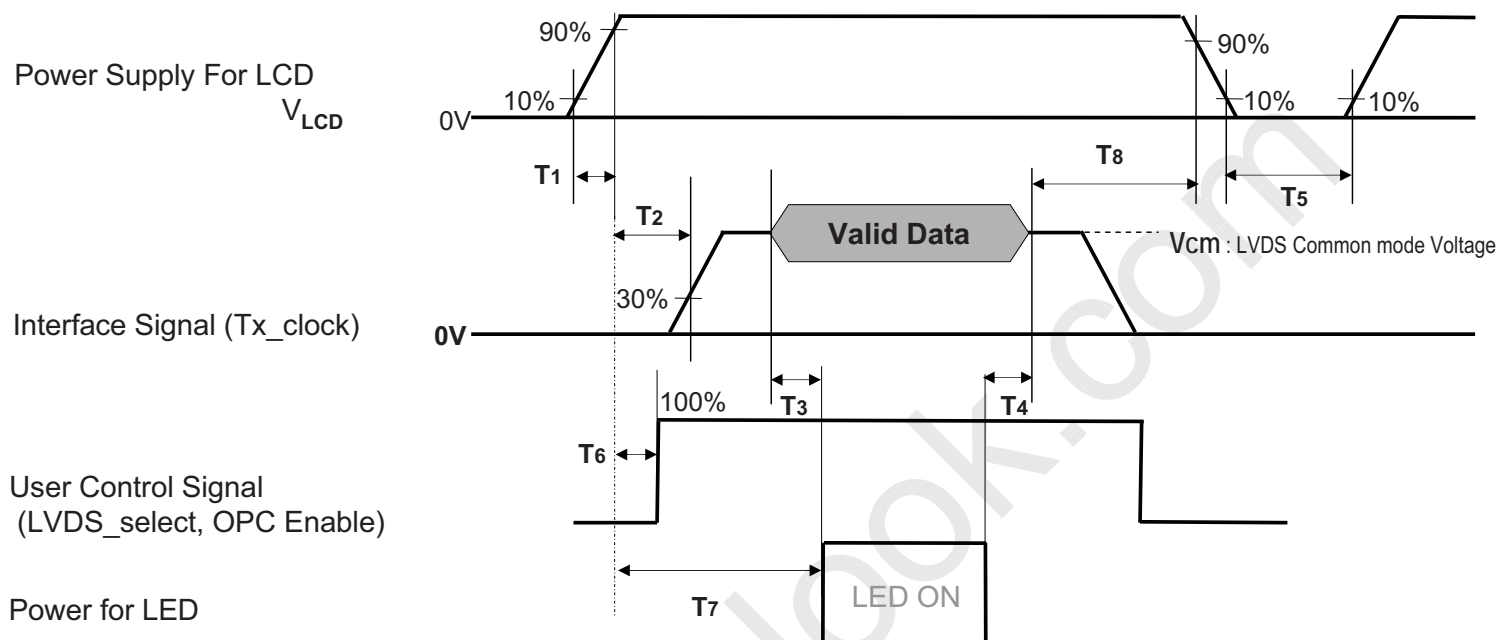 90%
90%
Power Supply For LCD
VLCD
10%
10%
10%
0V
T1
T8
T5
T2
Valid Data
Vcm : LVDS Common mode Voltage
30%
Interface Signal (Tx_clock)
0V
100%
T3
T4
T6
User Control Signal
(LVDS_select, OPC Enable)
T7
LED ON
Power for LED
look.com